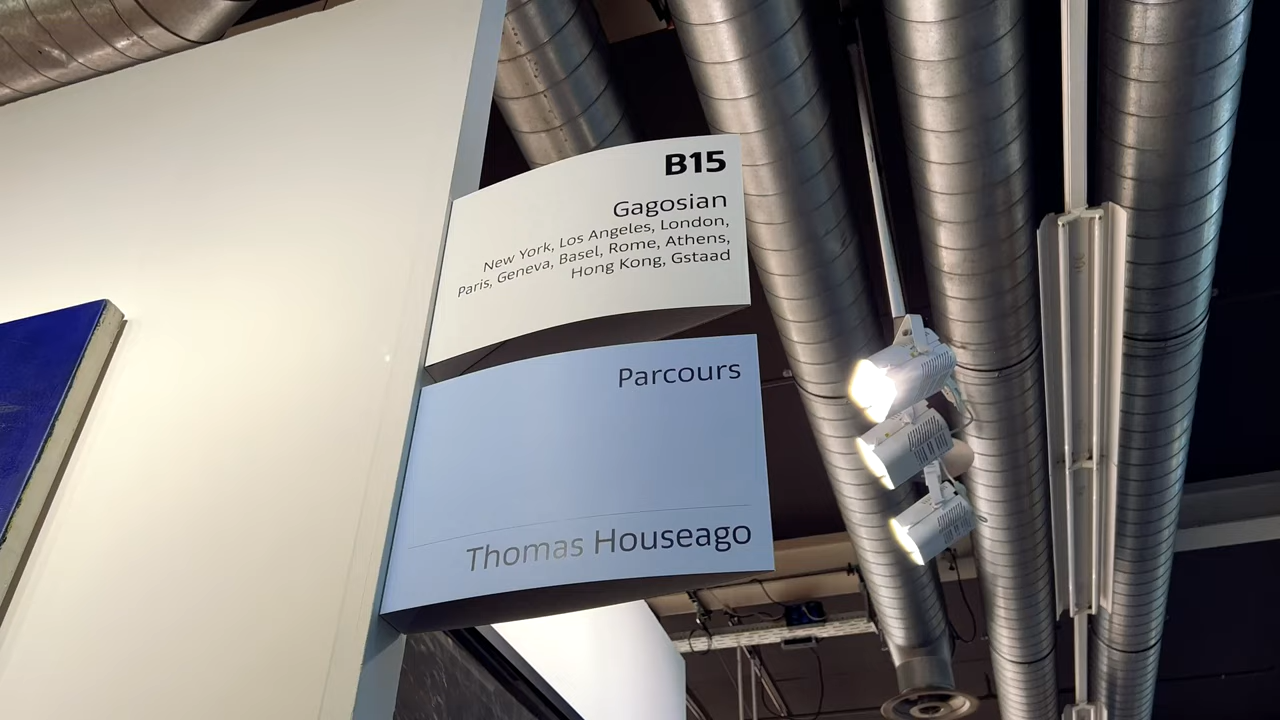 B15
Gagosian
New York, Los Angeles, London,
Paris, Geneva, Basel, Rome, Athens,
Hong Kong, Gstaad
Parcours
Thomas Houseago